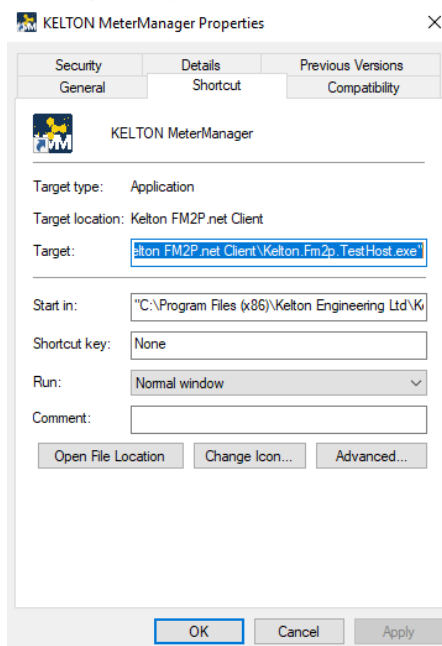 KELTON MeterManager Properties
Security Details Previous Versions
General Shortcut Compatibility
MM KELTON MeterManager
Target type: Application
Target location: Kelton FM2P.net Client
Target: elton FM2P.net Client\Kelton.Fm2p.TestHost.exe"
Start in: "C:\Program Files (x86)\Kelton Engineering Ltd\Ke
Shortcut key: None
Run: Normal window
Comment:
Open File Location Change Icon... Advanced...
OK Cancel Apply